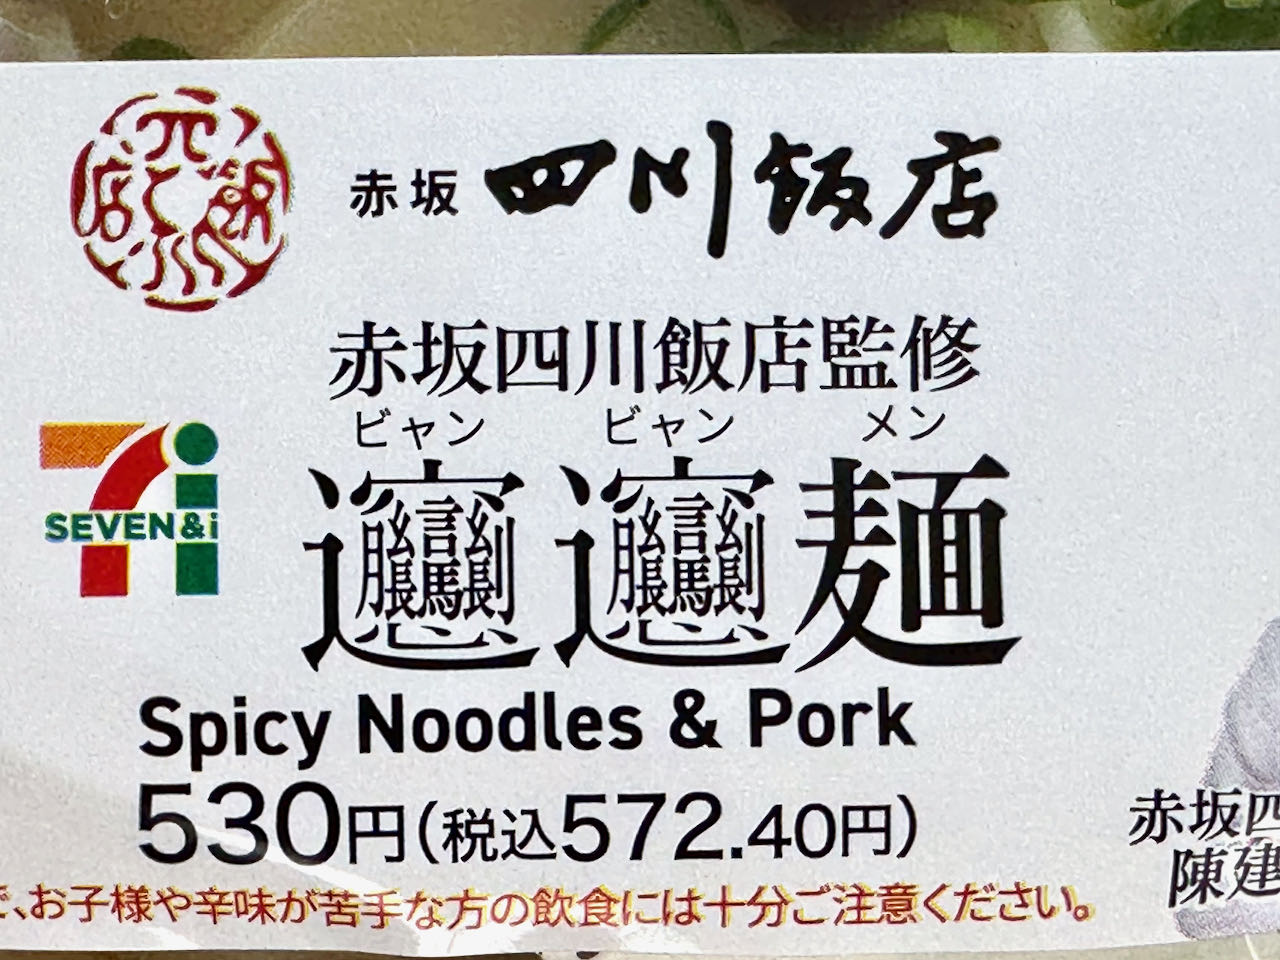 赤坂 四川飯店
赤坂四川飯店監修
ビャン ビャン メン
𰻞𰻞麺
SEVEN&i
Spicy Noodles & Pork
530円(税込572.40円)
で、お子様や辛味が苦手な方の飲食には十分ご注意ください。
赤坂四
陳建